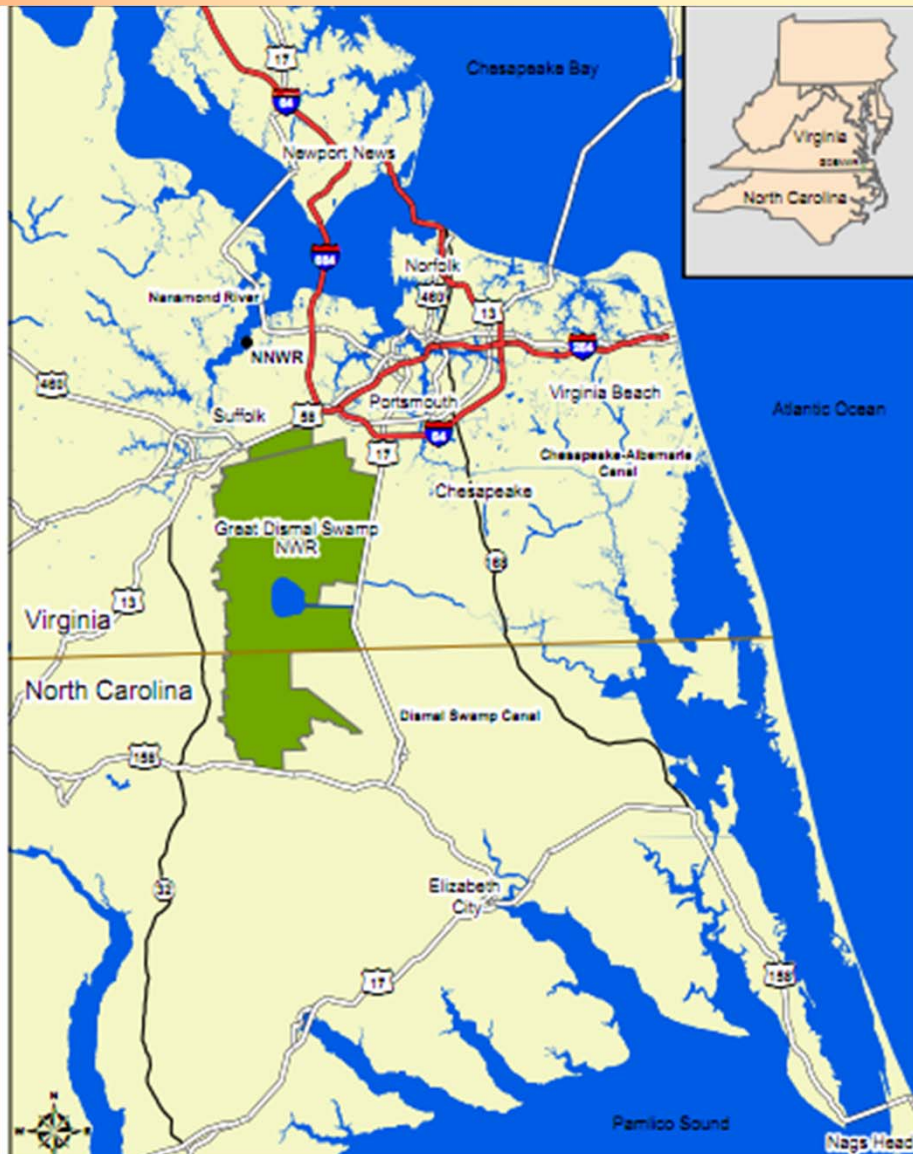 17
Chesapeake Bay
64
Newport News
Virginia
North Carolina
664
Norfolk
460
Nansmond River
13
NNWR
264
460
Virginia Beach
Portsmouth
Atlantic Ocean
Suffolk
58
64
17
Chesapeake-Albemarle
Canal
Chesapeake
Great Dismal Swamp
NWR
168
13
Virginia
North Carolina
Dismal Swamp Canal
158
32
Elizabeth
City
17
158
N
W
E
Pamlico Sound
Nags Head